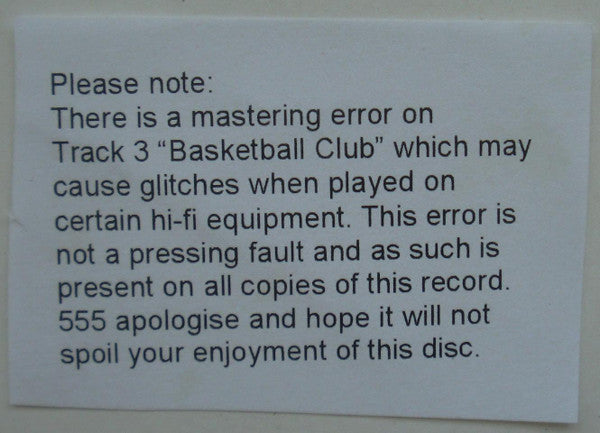 Please note:
There is a mastering error on
Track 3 “Basketball Club” which may
cause glitches when played on
certain hi-fi equipment. This error is
not a pressing fault and as such is
present on all copies of this record.
555 apologise and hope it will not
spoil your enjoyment of this disc.